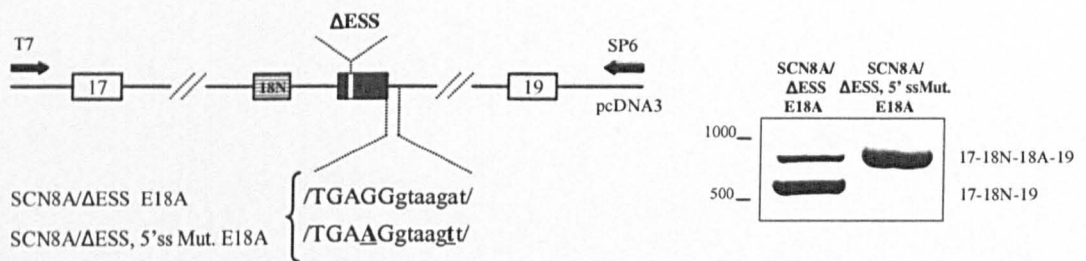 ΔESS
T7
SP6
17
18N
19
pcDNA3
SCN8A/ΔESS E18A
/TGAGGgtaagat/
SCN8A/ΔESS, 5'ss Mut. E18A
/TGAAGgtaagtt/
SCN8A/
ΔESS
E18A
SCN8A/
ΔESS, 5' ssMut.
E18A
1000
500
17-18N-18A-19
17-18N-19